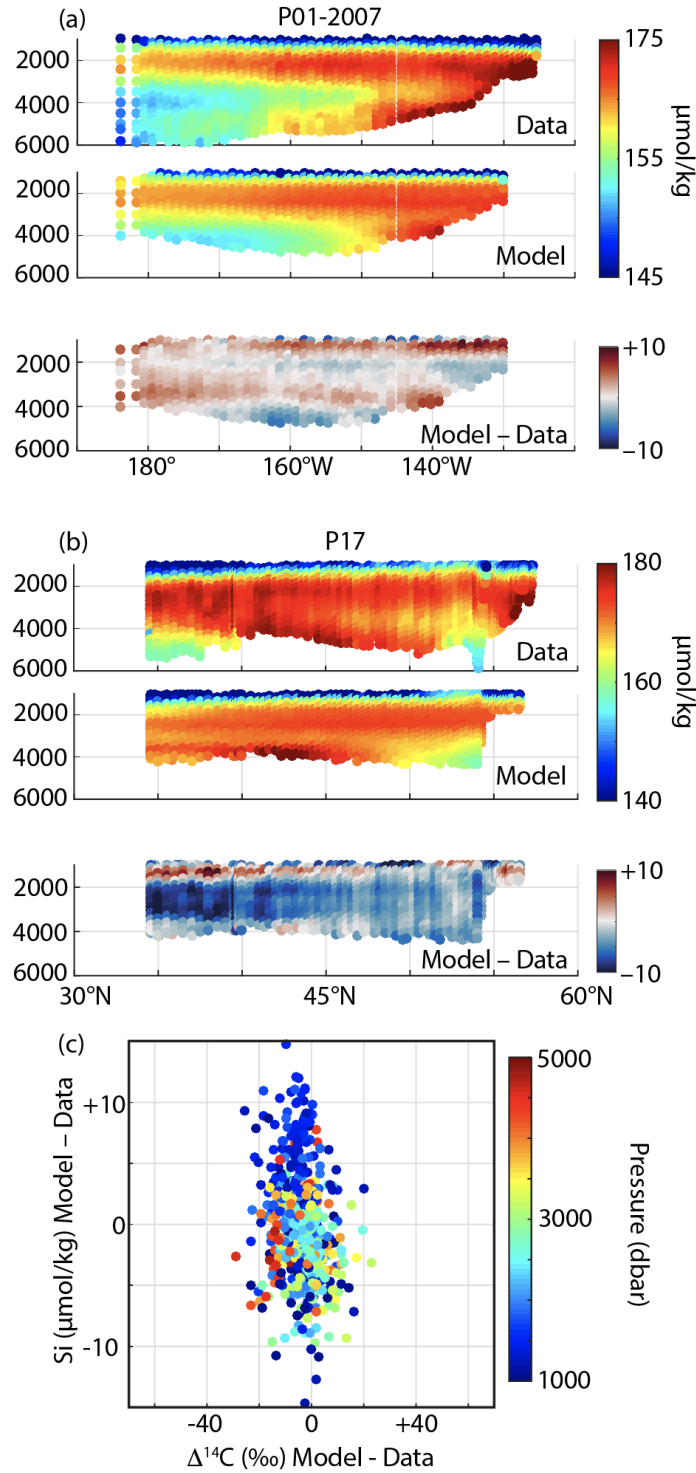 (a) P01-2007
2000
4000
6000
Data
175
155
145
μmol/kg
2000
4000
6000
Model
2000
4000
6000
Model – Data
+10
–10
180° 160°W 140°W
(b) P17
2000
4000
6000
Data
180
160
140
μmol/kg
2000
4000
6000
Model
2000
4000
6000
Model – Data
+10
–10
30°N 45°N 60°N
(c)
Si (μmol/kg) Model – Data
+10
0
-10
-40 0 +40
Δ¹⁴C (‰) Model - Data
5000
3000
1000
Pressure (dbar)